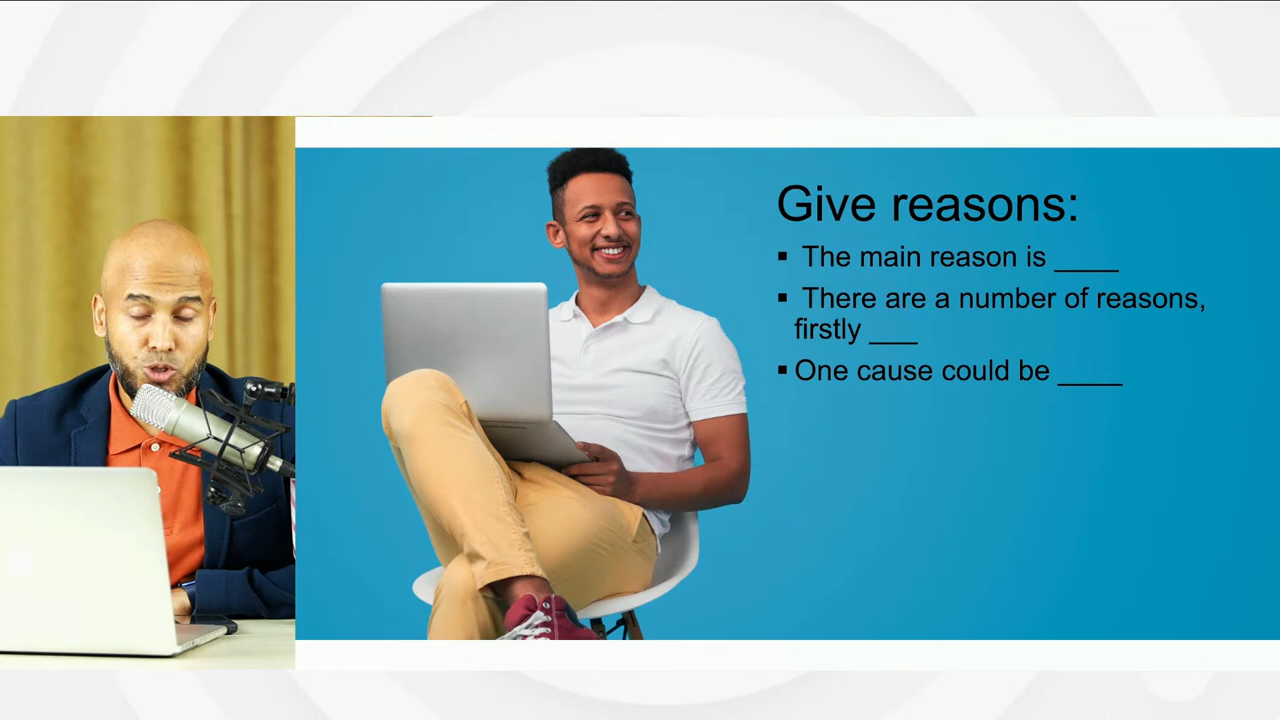 Give reasons:
▪ The main reason is ____
▪ There are a number of reasons,
firstly ___
▪ One cause could be ____